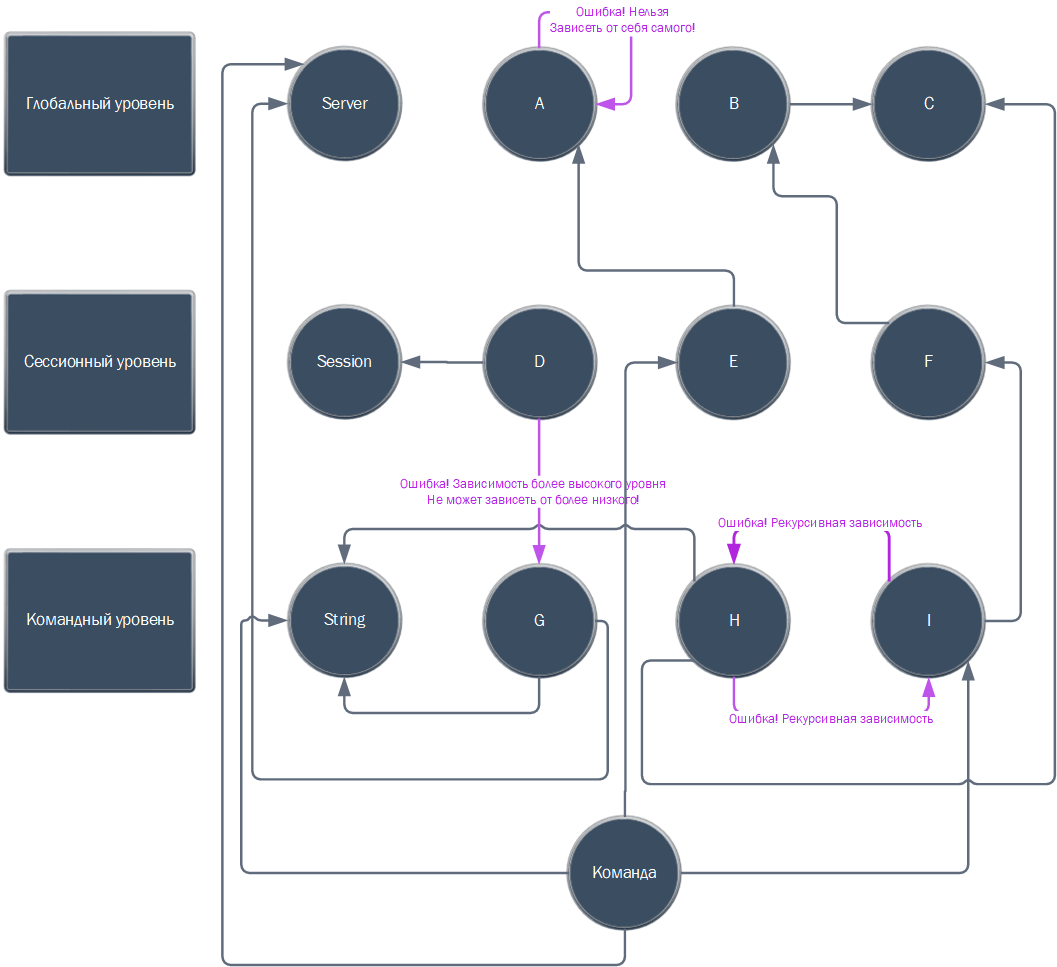 Ошибка! Нельзя
Зависеть от себя самого!
Глобальный уровень
Server
A
B
C
Сессионный уровень
Session
D
E
F
Ошибка! Зависимость более высокого уровня
Не может зависеть от более низкого!
Ошибка! Рекурсивная зависимость
Командный уровень
String
G
H
I
Ошибка! Рекурсивная зависимость
Команда